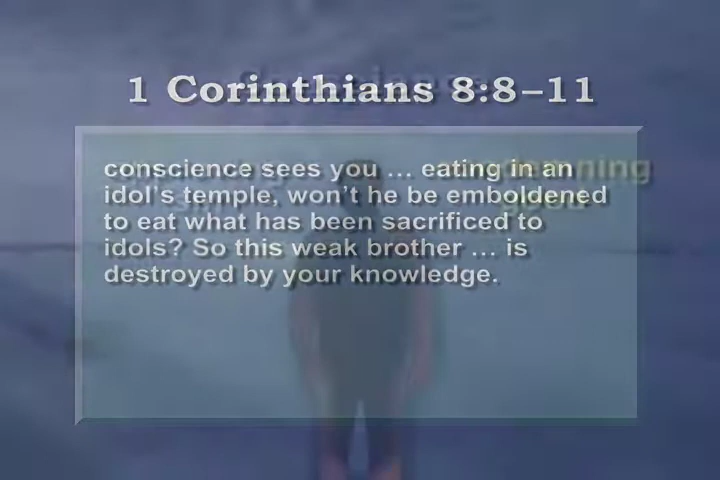 1 Corinthians 8:8–11
conscience sees you … eating in an
idol's temple, won't he be emboldened
to eat what has been sacrificed to
idols? So this weak brother … is
destroyed by your knowledge.